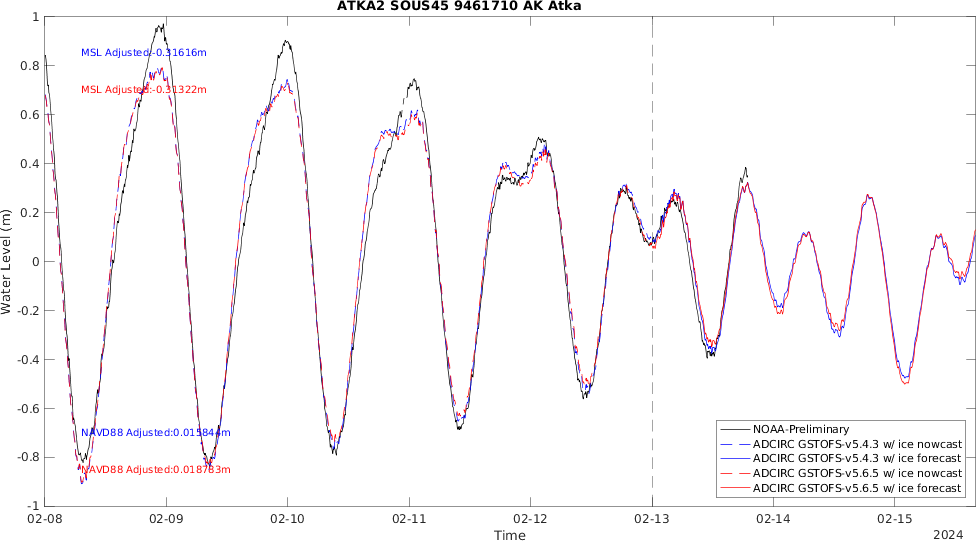 ATKA2 SOUS45 9461710 AK Atka
1
0.8
0.6
0.4
0.2
0
-0.2
-0.4
-0.6
-0.8
-1
Water Level (m)
MSL Adjusted:-0.31616m
MSL Adjusted:-0.31322m
NAVD88 Adjusted:0.015844m
NAVD88 Adjusted:0.018783m
NOAA-Preliminary
ADCIRC GSTOFS-v5.4.3 w/ ice nowcast
ADCIRC GSTOFS-v5.4.3 w/ ice forecast
ADCIRC GSTOFS-v5.6.5 w/ ice nowcast
ADCIRC GSTOFS-v5.6.5 w/ ice forecast
02-08 02-09 02-10 02-11 02-12 02-13 02-14 02-15
Time
2024